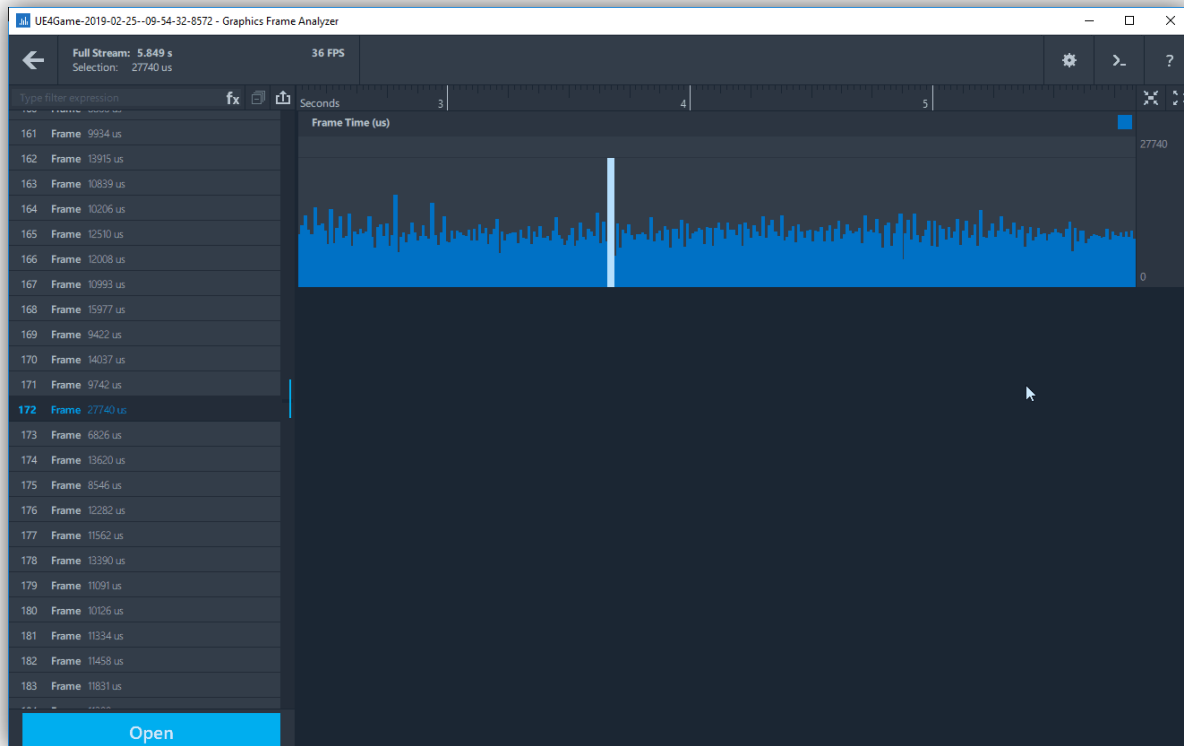 UE4Game-2019-02-25--09-54-32-8572 - Graphics Frame Analyzer
Full Stream: 5.849 s
Selection: 27740 us
36 FPS
?
Type filter expression
fx
Seconds
3
4
5
Frame Time (us)
27740
0
161 Frame 9934 us
162 Frame 13915 us
163 Frame 10839 us
164 Frame 10206 us
165 Frame 12510 us
166 Frame 12008 us
167 Frame 10993 us
168 Frame 15977 us
169 Frame 9422 us
170 Frame 14037 us
171 Frame 9742 us
172 Frame 27740 us
173 Frame 6826 us
174 Frame 13620 us
175 Frame 8546 us
176 Frame 12282 us
177 Frame 11562 us
178 Frame 13390 us
179 Frame 11091 us
180 Frame 10126 us
181 Frame 11334 us
182 Frame 11458 us
183 Frame 11831 us
Open